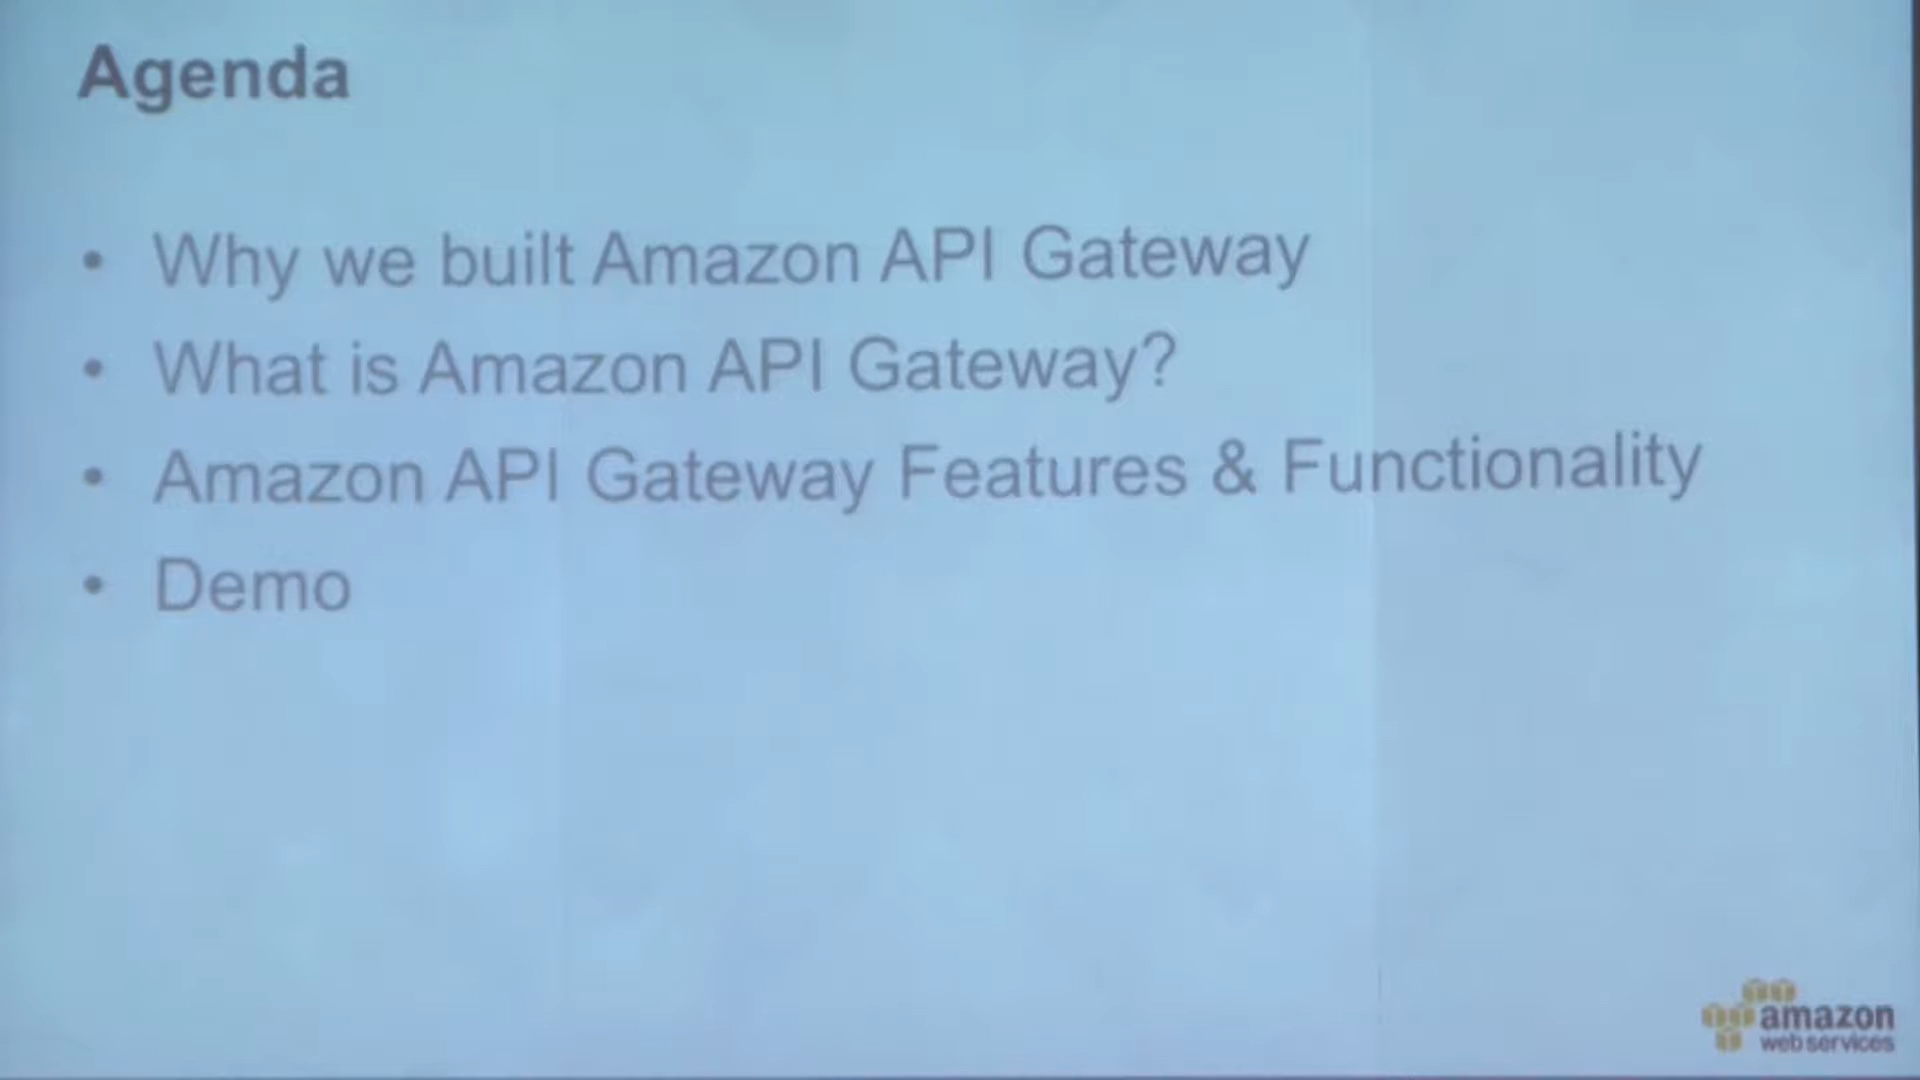 Agenda
• Why we built Amazon API Gateway
• What is Amazon API Gateway?
• Amazon API Gateway Features & Functionality
• Demo
amazon
web services